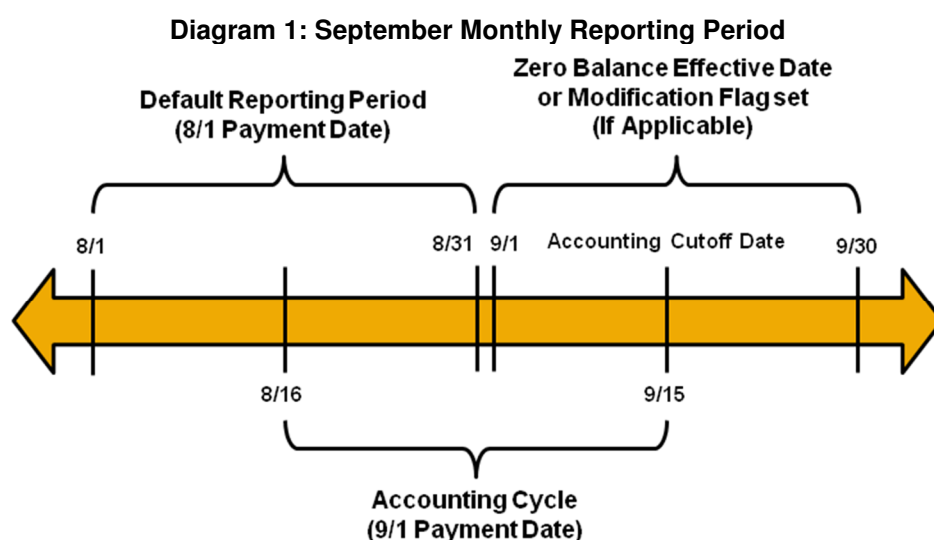 Diagram 1: September Monthly Reporting Period
Zero Balance Effective Date
or Modification Flag set
(If Applicable)
Default Reporting Period
(8/1 Payment Date)
8/1
8/31
9/1
Accounting Cutoff Date
9/30
8/16
9/15
Accounting Cycle
(9/1 Payment Date)